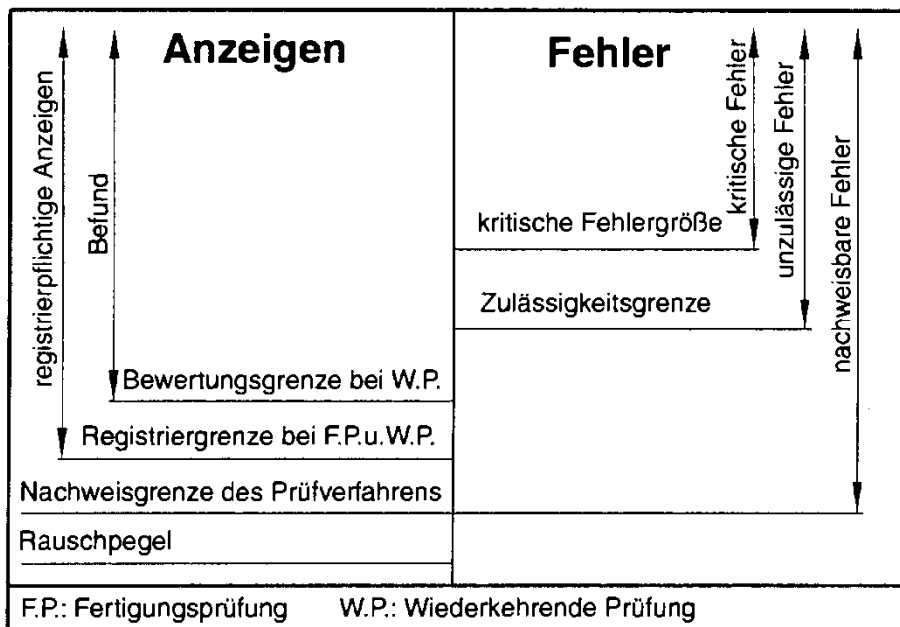 Anzeigen
registrierpflichtige Anzeigen
Befund
Bewertungsgrenze bei W.P.
Registriergrenze bei F.P.u.W.P.
Nachweisgrenze des Prüfverfahrens
Rauschpegel
Fehler
kritische Fehler
unzulässige Fehler
nachweisbare Fehler
kritische Fehlergröße
Zulässigkeitsgrenze
F.P.: Fertigungsprüfung W.P.: Wiederkehrende Prüfung